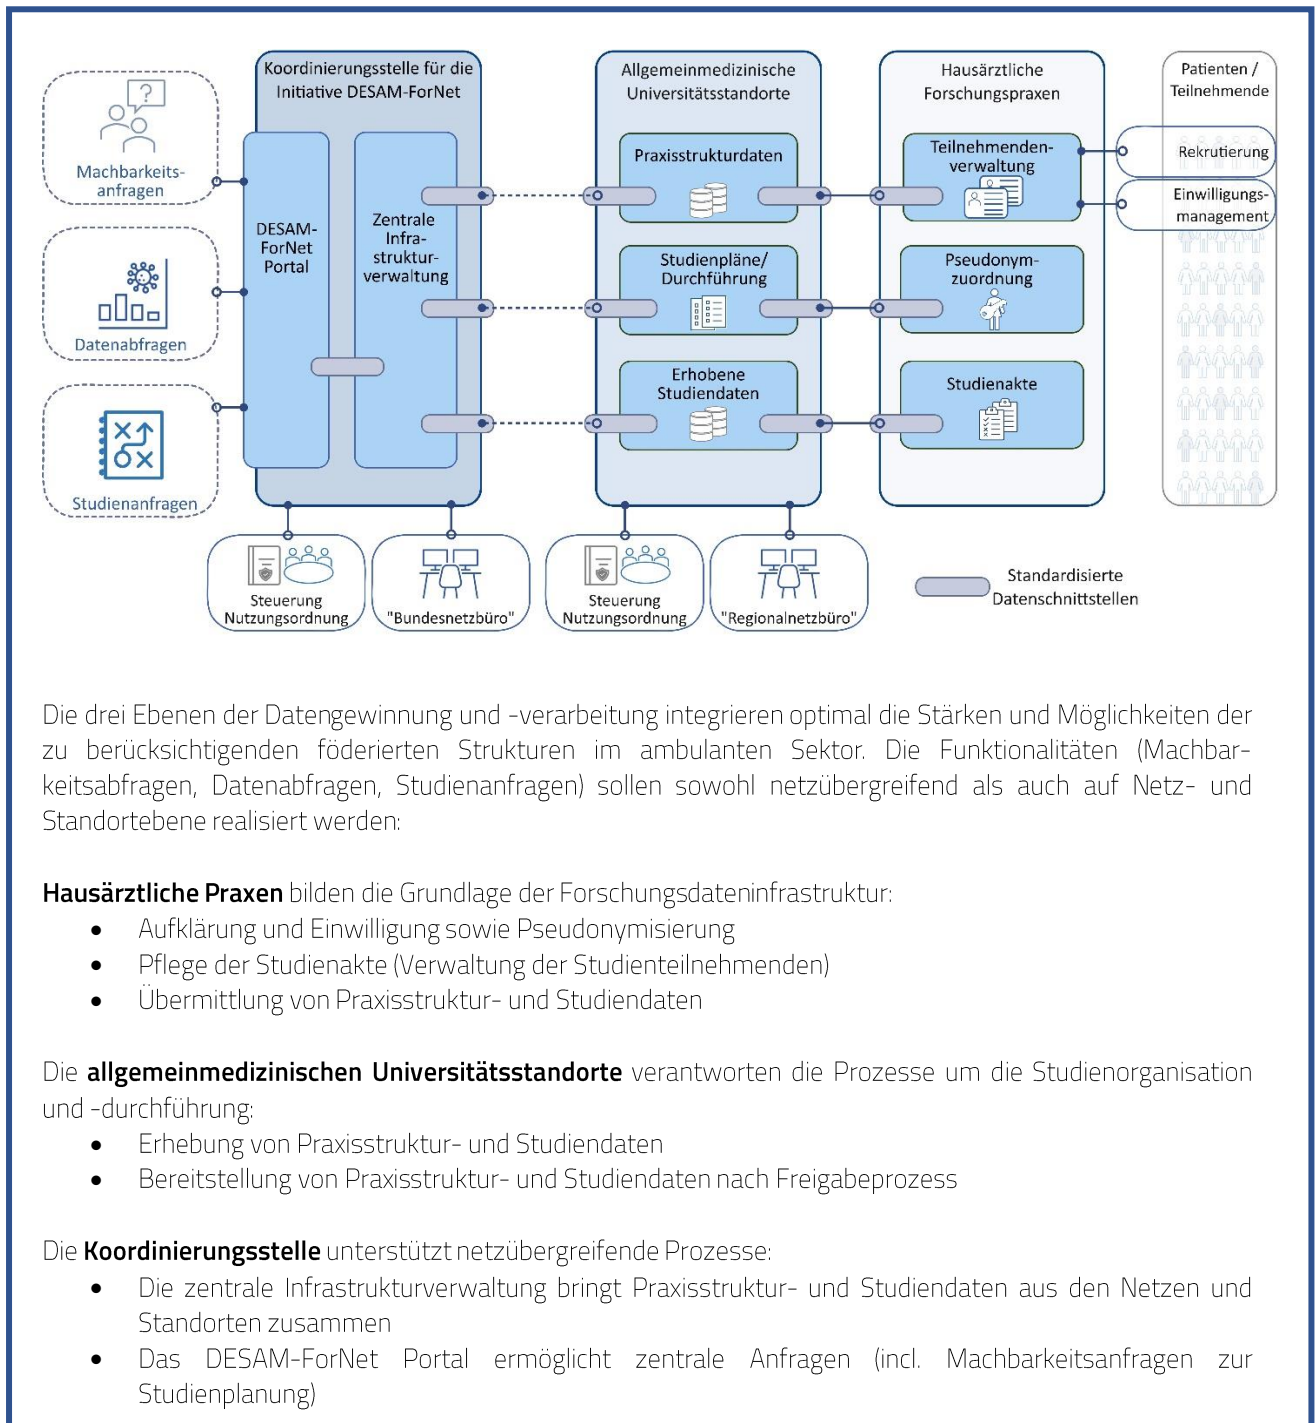 Koordinierungsstelle für die
Initiative DESAM-ForNet
Allgemeinmedizinische
Universitätsstandorte
Hausärztliche
Forschungspraxen
Patienten /
Teilnehmende
?
Machbarkeits-
anfragen
Datenabfragen
Studienanfragen
DESAM-
ForNet
Portal
Zentrale
Infra-
struktur-
verwaltung
Praxisstrukturdaten
Studienpläne/
Durchführung
Erhobene
Studiendaten
Teilnehmenden-
verwaltung
Pseudonym-
zuordnung
Studienakte
Rekrutierung
Einwilligungs-
management
Steuerung
Nutzungsordnung
"Bundesnetzbüro"
Steuerung
Nutzungsordnung
"Regionalnetzbüro"
Standardisierte
Datenschnittstellen
Die drei Ebenen der Datengewinnung und -verarbeitung integrieren optimal die Stärken und Möglichkeiten der
zu berücksichtigenden föderierten Strukturen im ambulanten Sektor. Die Funktionalitäten (Machbar-
keitsabfragen, Datenabfragen, Studienanfragen) sollen sowohl netzübergreifend als auch auf Netz- und
Standortebene realisiert werden:
Hausärztliche Praxen bilden die Grundlage der Forschungsdateninfrastruktur:
• Aufklärung und Einwilligung sowie Pseudonymisierung
• Pflege der Studienakte (Verwaltung der Studienteilnehmenden)
• Übermittlung von Praxisstruktur- und Studiendaten
Die allgemeinmedizinischen Universitätsstandorte verantworten die Prozesse um die Studienorganisation
und -durchführung:
• Erhebung von Praxisstruktur- und Studiendaten
• Bereitstellung von Praxisstruktur- und Studiendaten nach Freigabeprozess
Die Koordinierungsstelle unterstützt netzübergreifende Prozesse:
• Die zentrale Infrastrukturverwaltung bringt Praxisstruktur- und Studiendaten aus den Netzen und
Standorten zusammen
• Das DESAM-ForNet Portal ermöglicht zentrale Anfragen (incl. Machbarkeitsanfragen zur
Studienplanung)